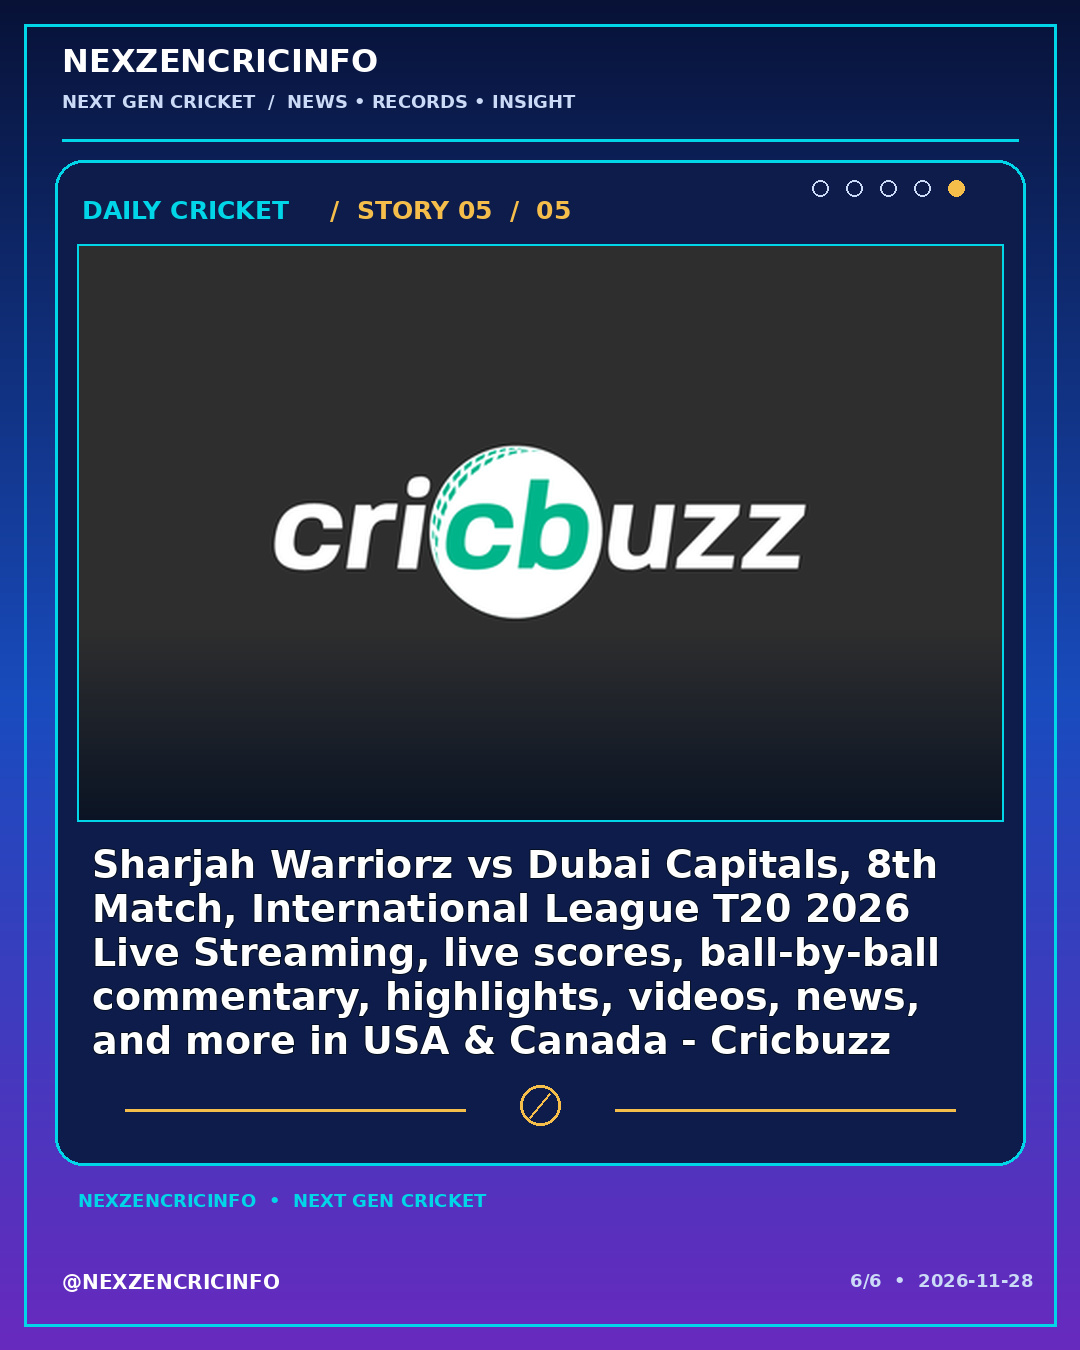 NEXZENCRICINFO
NEXT GEN CRICKET / NEWS • RECORDS • INSIGHT
DAILY CRICKET / STORY 05 / 05
cricbuzz
Sharjah Warriorz vs Dubai Capitals, 8th
Match, International League T20 2026
Live Streaming, live scores, ball-by-ball
commentary, highlights, videos, news,
and more in USA & Canada - Cricbuzz
NEXZENCRICINFO • NEXT GEN CRICKET
@NEXZENCRICINFO
6/6 • 2026-11-28